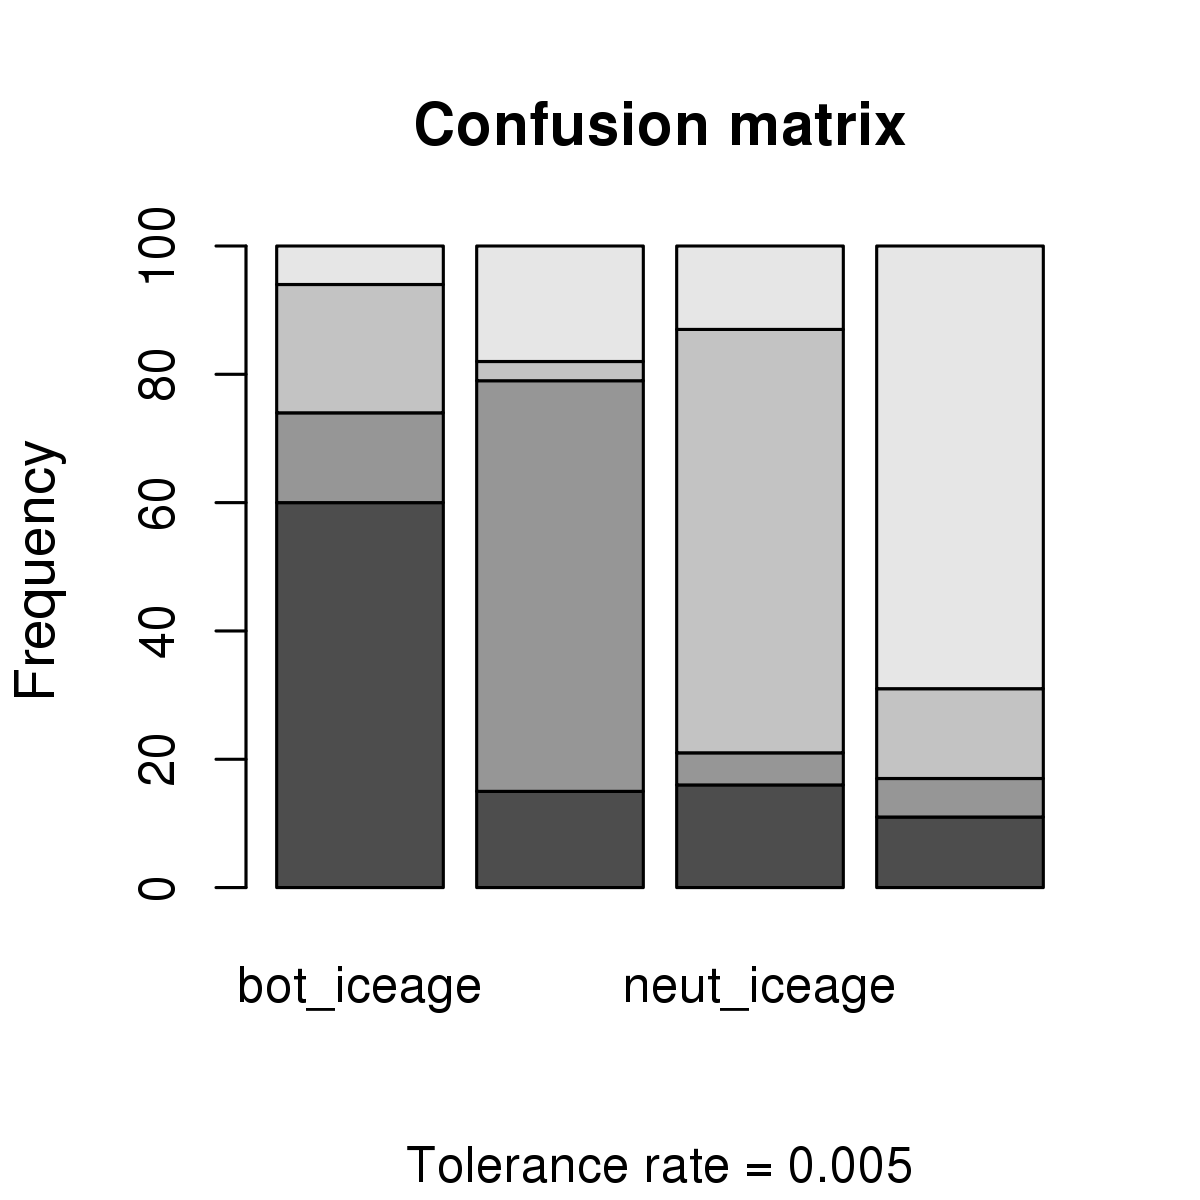 Confusion matrix
Frequency
100
80
60
40
20
0
bot_iceage
neut_iceage
Tolerance rate = 0.005